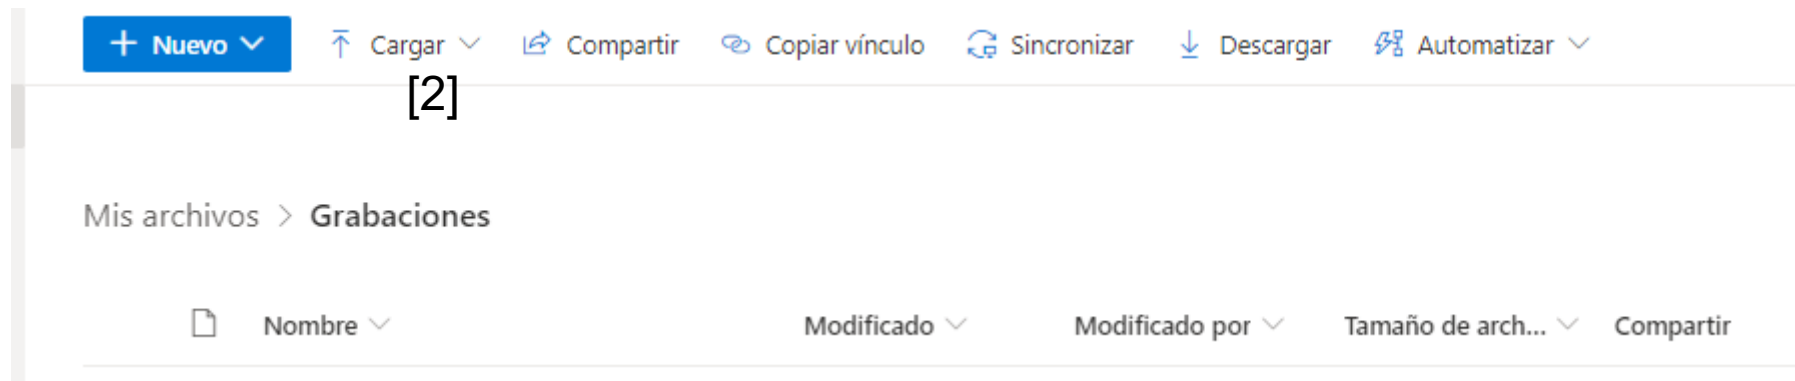 Nuevo Cargar Compartir Copiar vínculo Sincronizar Descargar Automatizar
[2]
Mis archivos > Grabaciones
Nombre Modificado Modificado por Tamaño de arch... Compartir